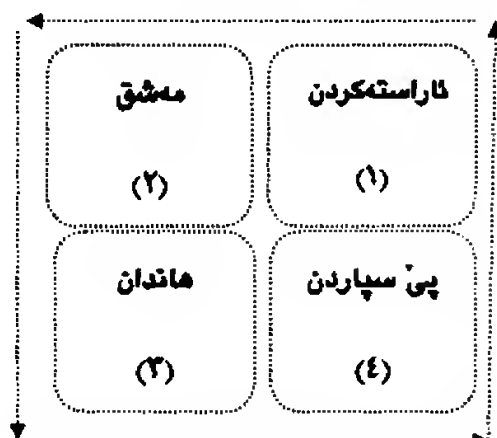 ئاراستەکردن
(١)
مەشق
(٢)
هاندان
(٣)
پێ سپاردن
(٤)